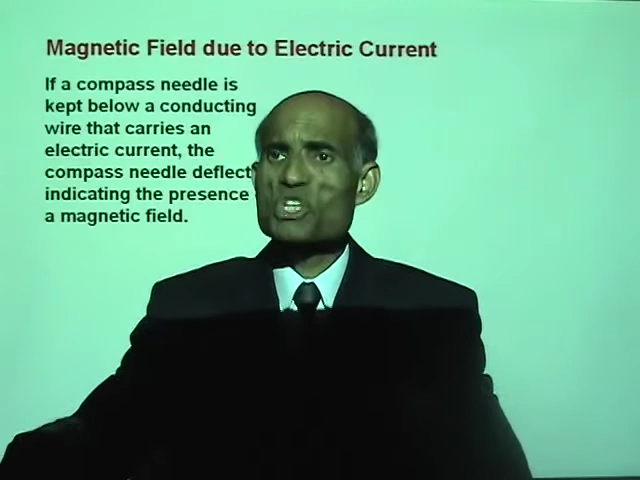 Magnetic Field due to Electric Current
If a compass needle is
kept below a conducting
wire that carries an
electric current, the
compass needle deflect
indicating the presence
a magnetic field.